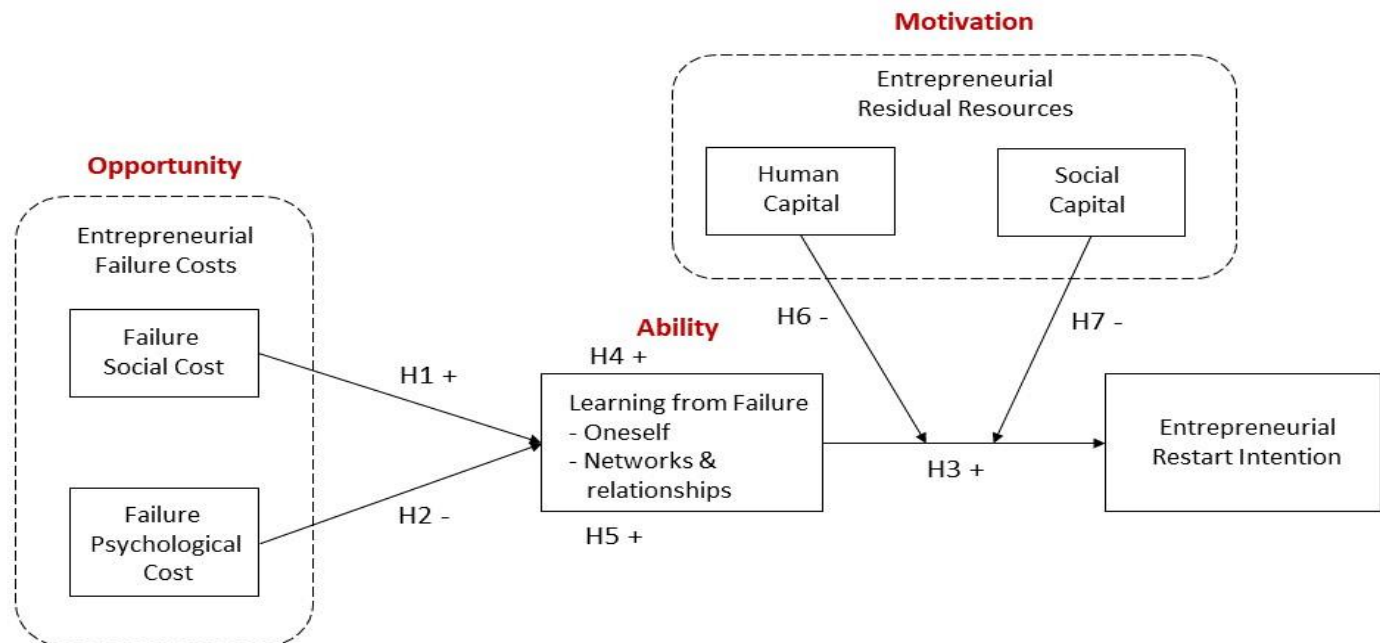 Motivation
Entrepreneurial
Residual Resources
Human
Capital
Social
Capital
Opportunity
Entrepreneurial
Failure Costs
Failure
Social Cost
Failure
Psychological
Cost
H1 +
H2 -
Ability
H4 +
Learning from Failure
- Oneself
- Networks &
relationships
H5 +
H6 -
H7 -
H3 +
Entrepreneurial
Restart Intention